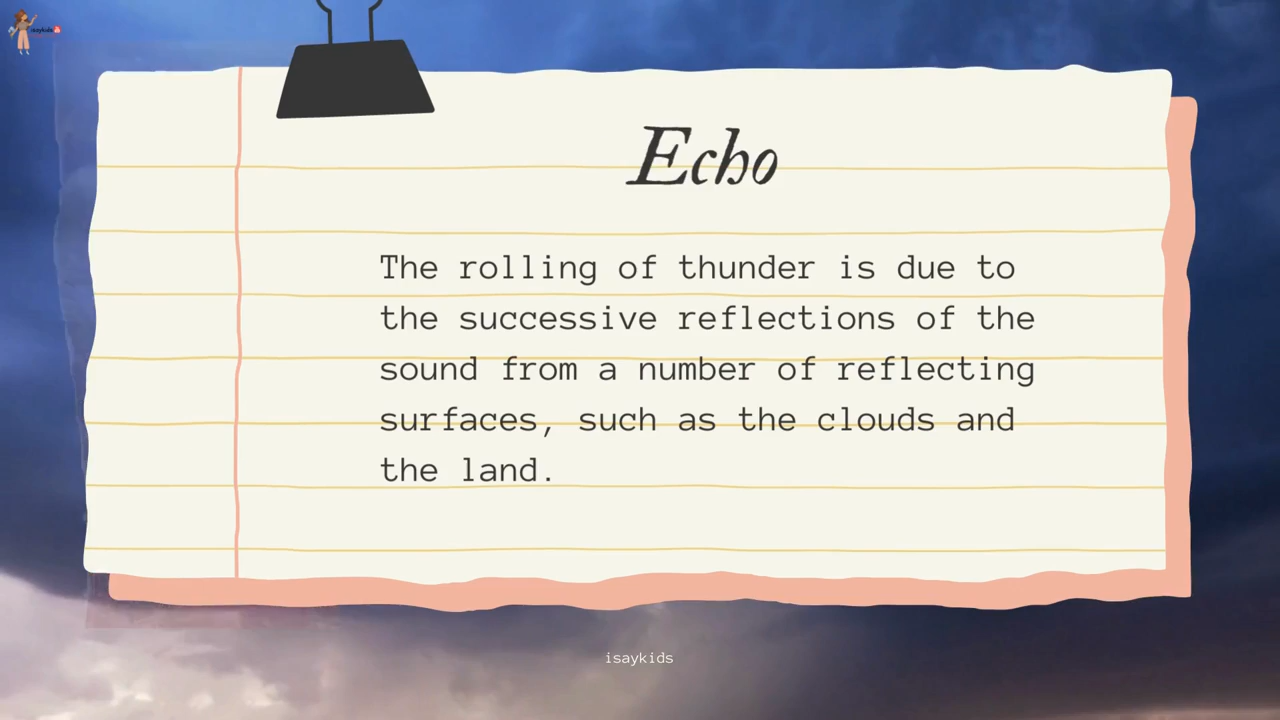 isaykids
Echo
The rolling of thunder is due to
the successive reflections of the
sound from a number of reflecting
surfaces, such as the clouds and
the land.
isaykids